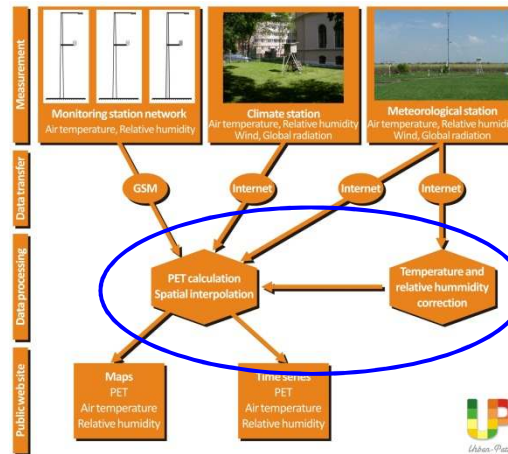 Measurement
Monitoring station network
Air temperature, Relative humidity
Climate station
Air temperature, Relative humidity
Wind, Global radiation
Meteorological station
Air temperature, Relative humidity
Wind, Global radiation
Data transfer
GSM
Internet
Internet
Internet
Data processing
PET calculation
Spatial interpolation
Temperature and
relative hummidity
correction
Public web site
Maps
PET
Air temperature
Relative humidity
Time series
PET
Air temperature
Relative humidity
UP